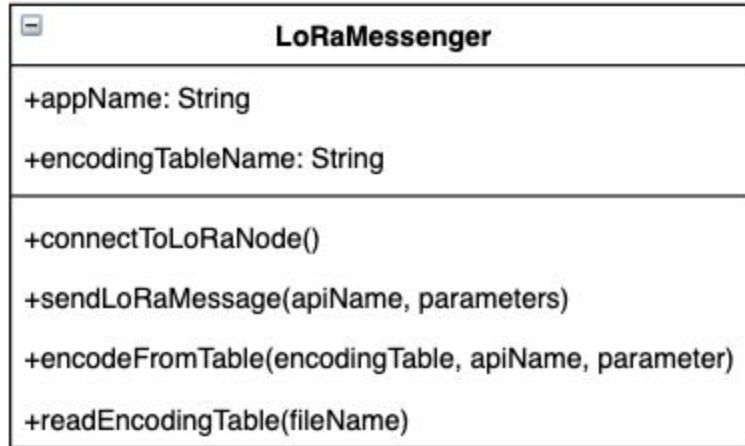 LoRaMessenger
+appName: String
+encodingTableName: String
+connectToLoRaNode()
+sendLoRaMessage(apiName, parameters)
+encodeFromTable(encodingTable, apiName, parameter)
+readEncodingTable(fileName)